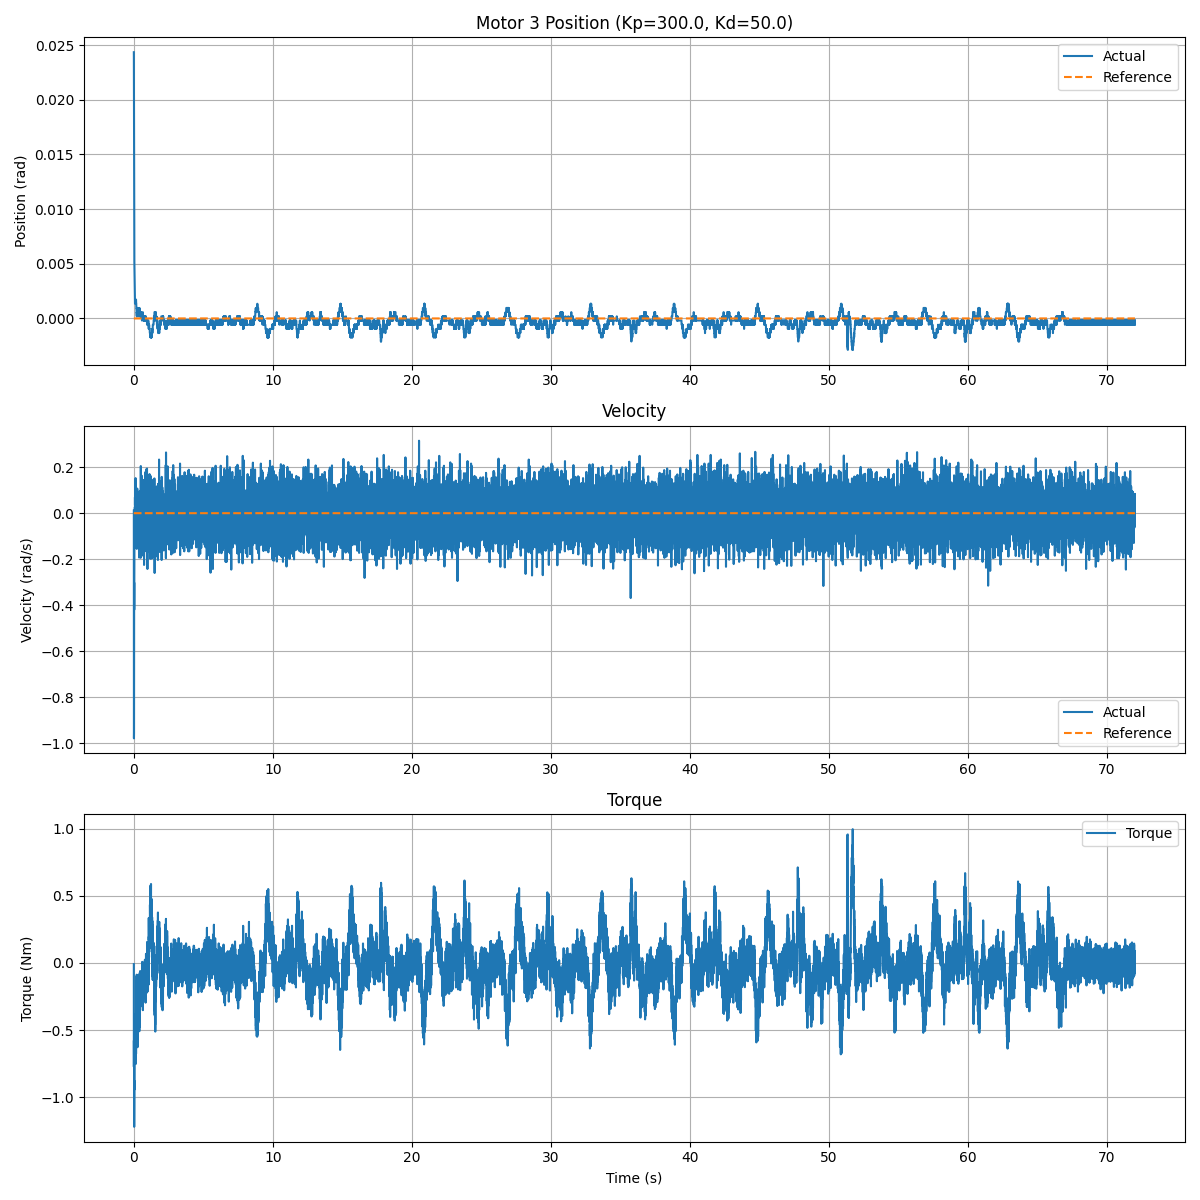 Motor 3 Position (Kp=300.0, Kd=50.0)
Position (rad)
0.025
0.020
0.015
0.010
0.005
0.000
Actual
Reference
0 10 20 30 40 50 60 70
Velocity
Velocity (rad/s)
0.2
0.0
−0.2
−0.4
−0.6
−0.8
−1.0
Actual
Reference
0 10 20 30 40 50 60 70
Torque
Torque (Nm)
1.0
0.5
0.0
−0.5
−1.0
Torque
0 10 20 30 40 50 60 70
Time (s)